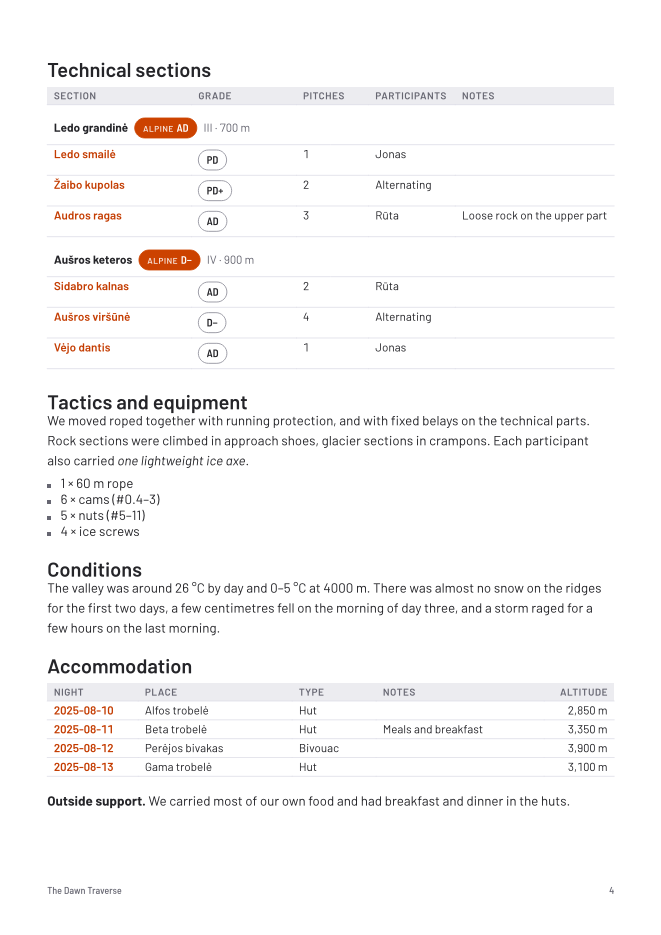 Technical sections
SECTION GRADE PITCHES PARTICIPANTS NOTES
Ledo grandinė ALPINE AD III · 700 m
Ledo smailė PD 1 Jonas
Žaibo kupolas PD+ 2 Alternating
Audros ragas AD 3 Rūta Loose rock on the upper part
Aušros keteros ALPINE D− IV · 900 m
Sidabro kalnas AD 2 Rūta
Aušros viršūnė D− 4 Alternating
Vėjo dantis AD 1 Jonas
Tactics and equipment
We moved roped together with running protection, and with fixed belays on the technical parts.
Rock sections were climbed in approach shoes, glacier sections in crampons. Each participant
also carried one lightweight ice axe.
1 × 60 m rope
6 × cams (#0.4–3)
5 × nuts (#5–11)
4 × ice screws
Conditions
The valley was around 26 °C by day and 0–5 °C at 4000 m. There was almost no snow on the ridges
for the first two days, a few centimetres fell on the morning of day three, and a storm raged for a
few hours on the last morning.
Accommodation
NIGHT PLACE TYPE NOTES ALTITUDE
2025-08-10 Alfos trobelė Hut 2,850 m
2025-08-11 Beta trobelė Hut Meals and breakfast 3,350 m
2025-08-12 Perėjos bivakas Bivouac 3,900 m
2025-08-13 Gama trobelė Hut 3,100 m
Outside support. We carried most of our own food and had breakfast and dinner in the huts.
The Dawn Traverse 4